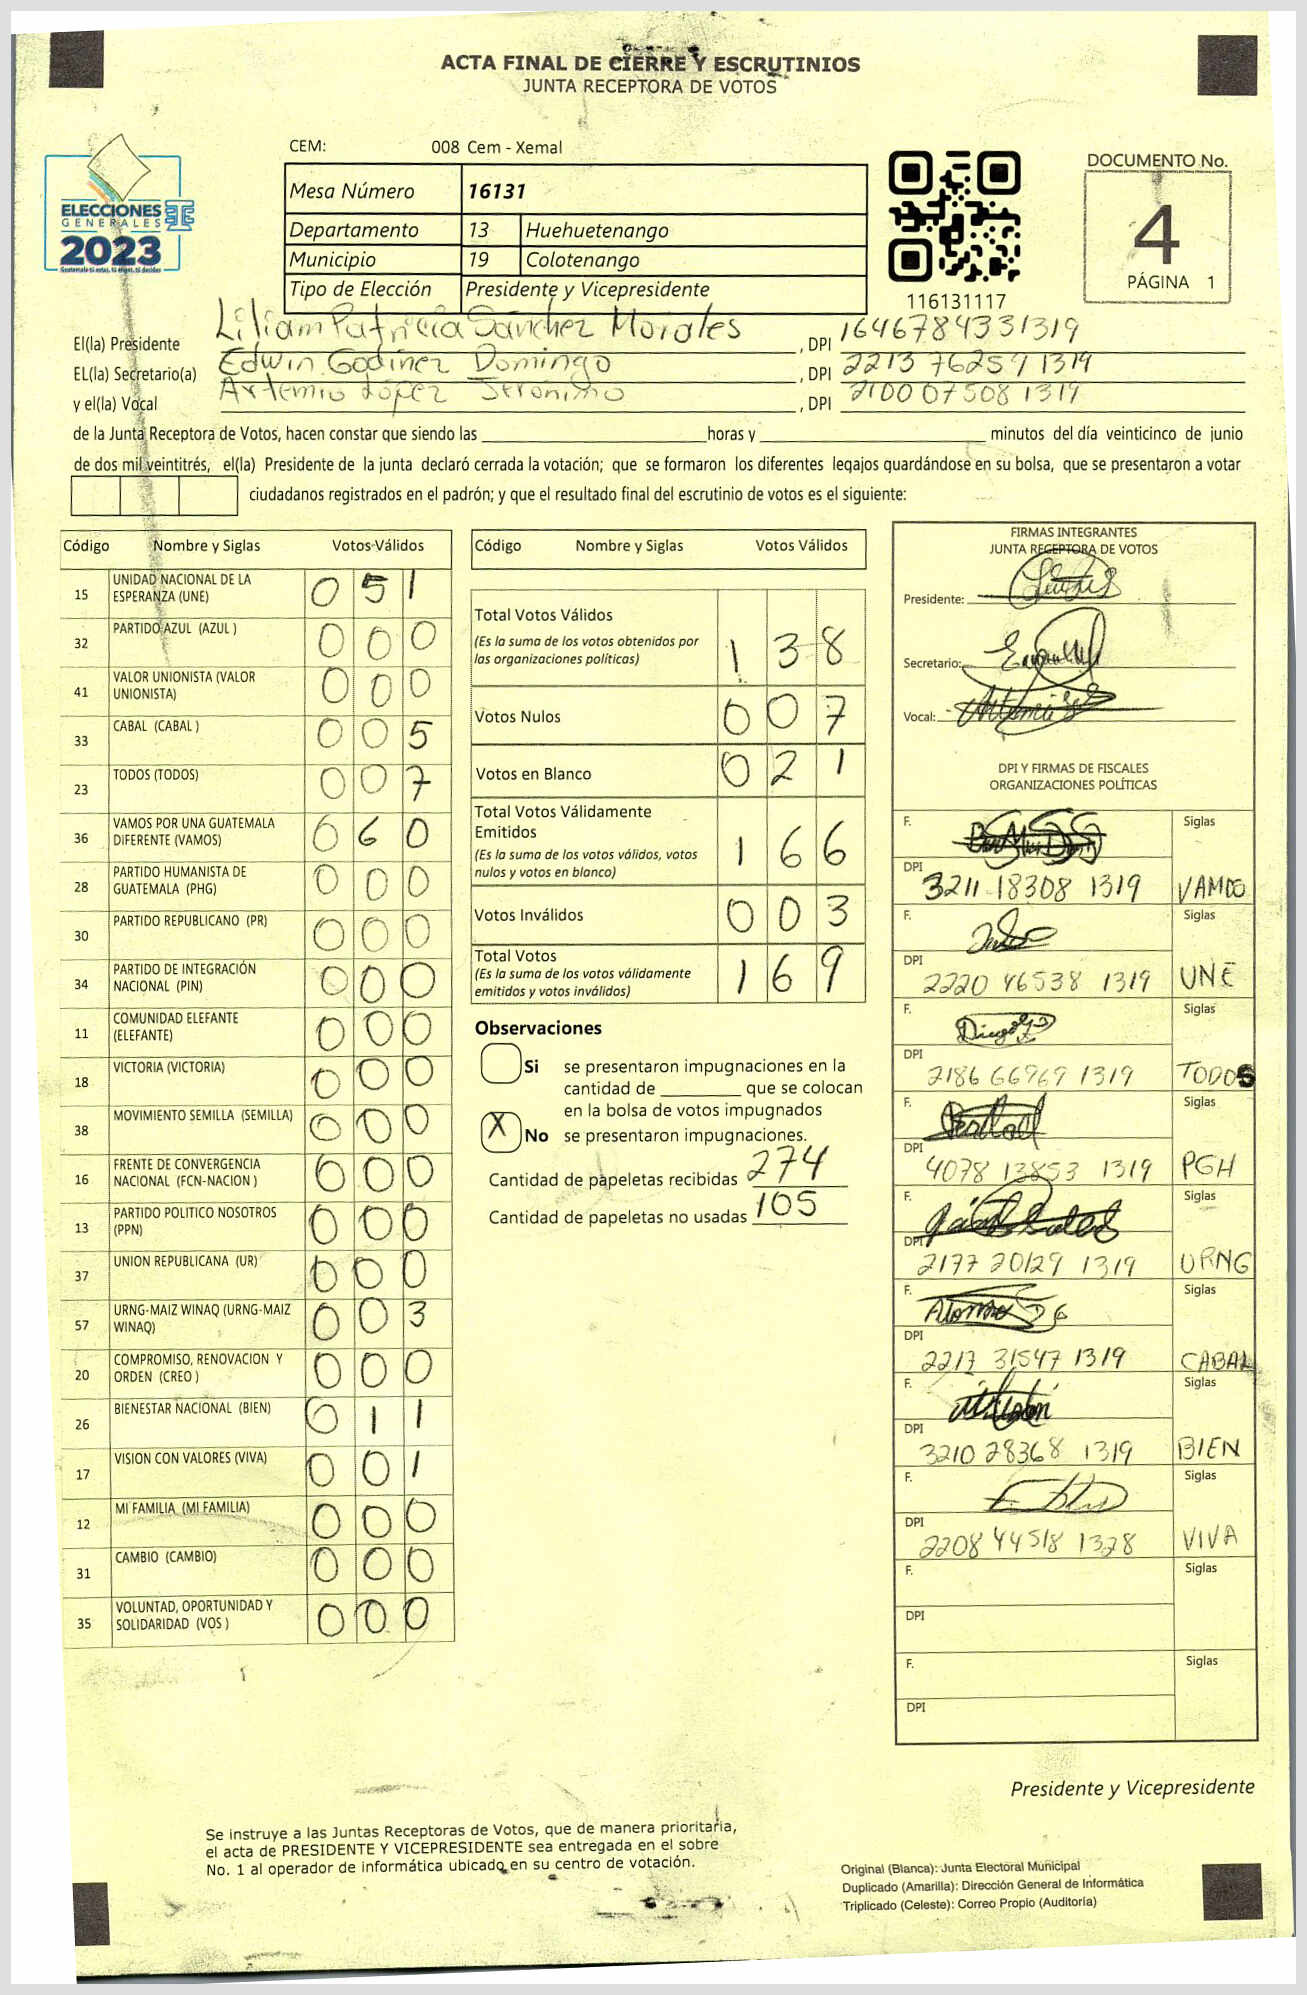 ACTA FINAL DE CIERRE Y ESCRUTINIOS
JUNTA RECEPTORA DE VOTOS
CEM: 008 Cem - Xemal
ELECCIONES
GENERALES
2023
Mesa Número 16131
Departamento 13 Huehuetenango
Municipio 19 Colotenango
Tipo de Elección Presidente y Vicepresidente
116131117
DOCUMENTO No.
4
PÁGINA 1
El(la) Presidente Liliam Patricia Sánchez Morales, DPI 1646784331319
EL(la) Secretario(a) Edwin Godínez Domingo, DPI 2213 76259 1319
y el(la) Vocal Artemio López Jerónimo, DPI 2100 07508 1319
de la Junta Receptora de Votos, hacen constar que siendo las horas y minutos del día veinticinco de junio
de dos mil veintitrés, el(la) Presidente de la junta declaró cerrada la votación; que se formaron los diferentes legajos guardándose en su bolsa, que se presentaron a votar
ciudadanos registrados en el padrón; y que el resultado final del escrutinio de votos es el siguiente:
Código Nombre y Siglas Votos Válidos
15 UNIDAD NACIONAL DE LA ESPERANZA (UNE) 0 5 1
32 PARTIDO AZUL (AZUL ) 0 0 0
41 VALOR UNIONISTA (VALOR UNIONISTA) 0 0 0
33 CABAL (CABAL ) 0 0 5
23 TODOS (TODOS) 0 0 7
36 VAMOS POR UNA GUATEMALA DIFERENTE (VAMOS) 0 6 0
28 PARTIDO HUMANISTA DE GUATEMALA (PHG) 0 0 0
30 PARTIDO REPUBLICANO (PR) 0 0 0
34 PARTIDO DE INTEGRACIÓN NACIONAL (PIN) 0 0 0
11 COMUNIDAD ELEFANTE (ELEFANTE) 0 0 0
18 VICTORIA (VICTORIA) 0 0 0
38 MOVIMIENTO SEMILLA (SEMILLA) 0 0 0
16 FRENTE DE CONVERGENCIA NACIONAL (FCN-NACION ) 0 0 0
13 PARTIDO POLITICO NOSOTROS (PPN) 0 0 0
37 UNION REPUBLICANA (UR) 0 0 0
57 URNG-MAIZ WINAQ (URNG-MAIZ WINAQ) 0 0 3
20 COMPROMISO, RENOVACION Y ORDEN (CREO ) 0 0 0
26 BIENESTAR NACIONAL (BIEN) 0 1 1
17 VISION CON VALORES (VIVA) 0 0 1
12 MI FAMILIA (MI FAMILIA) 0 0 0
31 CAMBIO (CAMBIO) 0 0 0
35 VOLUNTAD, OPORTUNIDAD Y SOLIDARIDAD (VOS ) 0 0 0
Código Nombre y Siglas Votos Válidos
Total Votos Válidos
(Es la suma de los votos obtenidos por
las organizaciones políticas) 1 3 8
Votos Nulos 0 0 7
Votos en Blanco 0 2 1
Total Votos Válidamente
Emitidos
(Es la suma de los votos válidos, votos
nulos y votos en blanco) 1 6 6
Votos Inválidos 0 0 3
Total Votos
(Es la suma de los votos válidamente
emitidos y votos inválidos) 1 6 9
Observaciones
Si se presentaron impugnaciones en la
cantidad de que se colocan
en la bolsa de votos impugnados
X No se presentaron impugnaciones.
Cantidad de papeletas recibidas 274
Cantidad de papeletas no usadas 105
FIRMAS INTEGRANTES
JUNTA RECEPTORA DE VOTOS
Presidente:
Secretario:
Vocal:
DPI Y FIRMAS DE FISCALES
ORGANIZACIONES POLÍTICAS
F. Siglas
DPI 3211 18308 1319 VAMOS
F. Siglas
DPI 2220 46538 1319 UNE
F. Siglas
DPI 2186 66969 1319 TODOS
F. Siglas
DPI 4078 13853 1319 PGH
F. Siglas
DPI 2177 20129 1319 URNG
F. Siglas
DPI 2217 31547 1319 CABAL
F. Siglas
DPI 3210 28368 1319 BIEN
F. Siglas
DPI 2208 44518 1328 VIVA
F. Siglas
DPI
F. Siglas
DPI
Presidente y Vicepresidente
Se instruye a las Juntas Receptoras de Votos, que de manera prioritaria,
el acta de PRESIDENTE Y VICEPRESIDENTE sea entregada en el sobre
No. 1 al operador de informática ubicado en su centro de votación.
Original (Blanca): Junta Electoral Municipal
Duplicado (Amarilla): Dirección General de Informática
Triplicado (Celeste): Correo Propio (Auditoría)